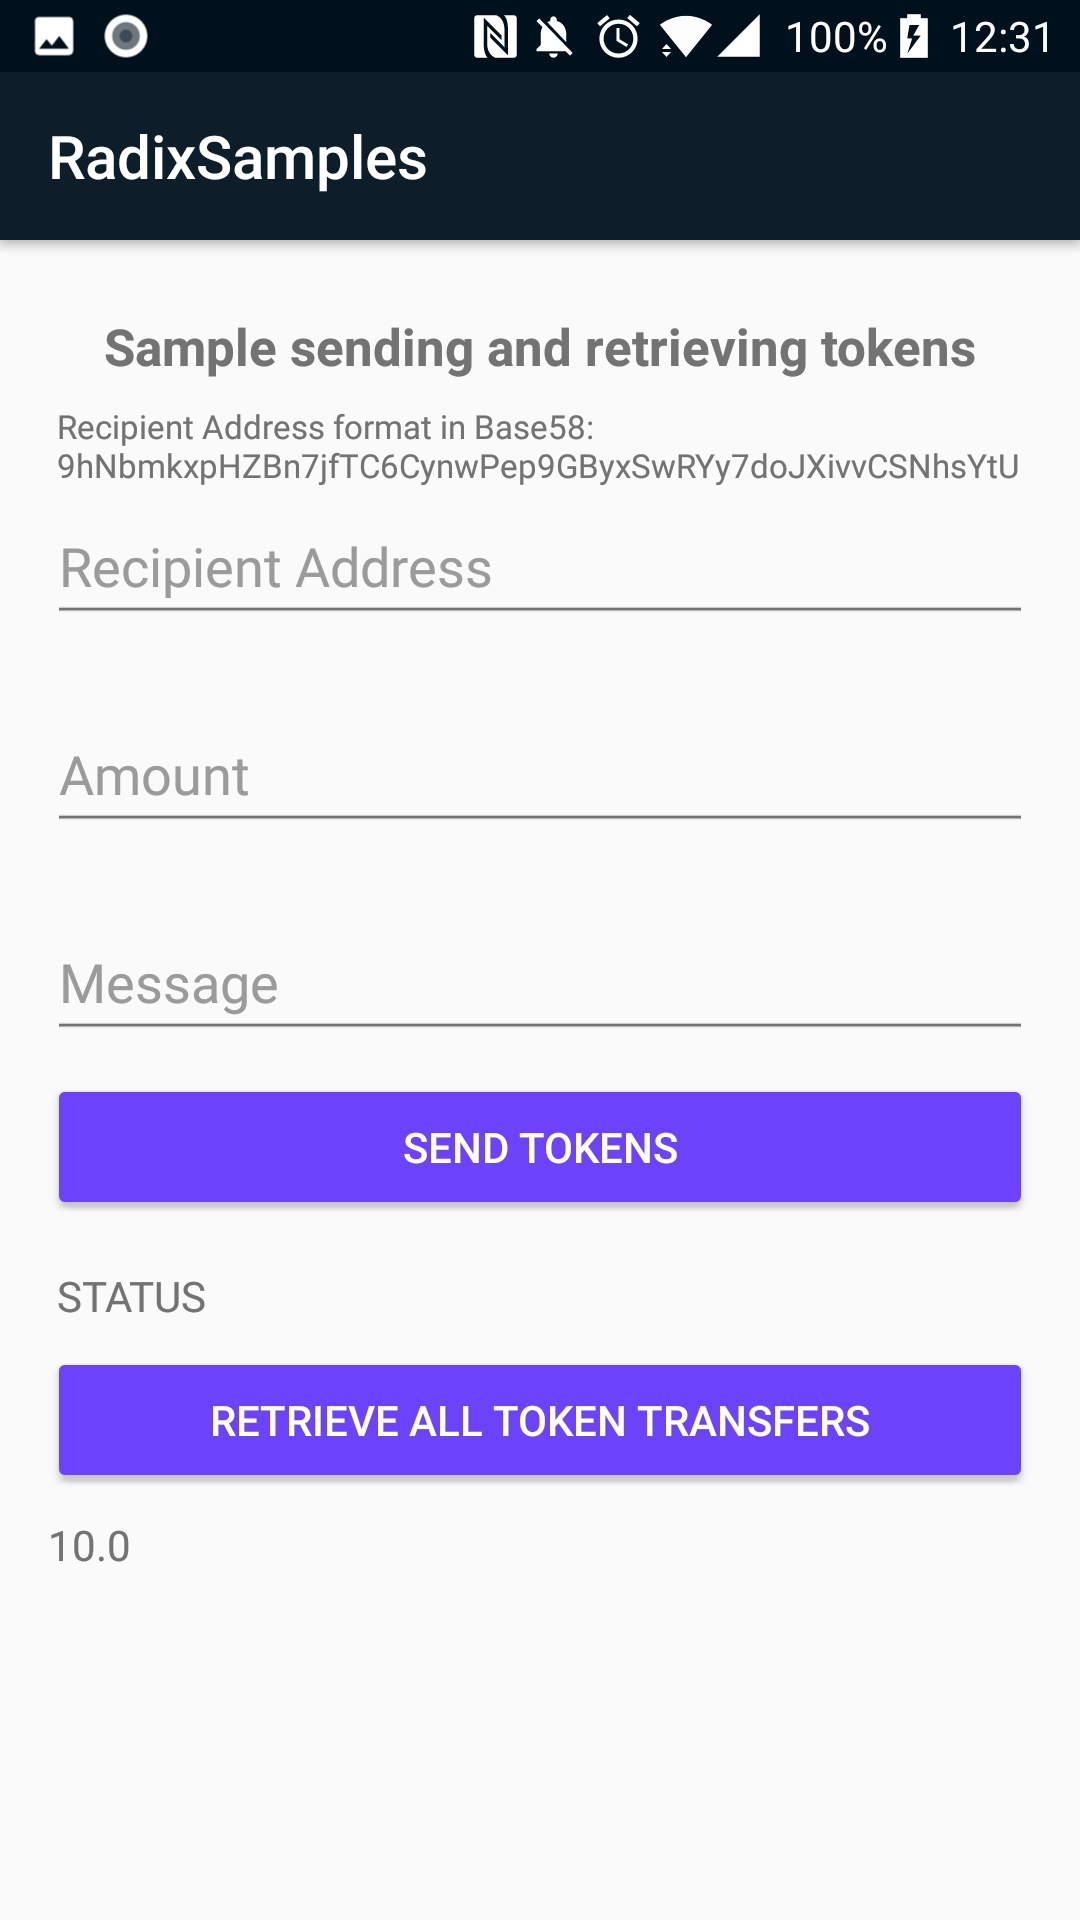 100% 12:31
RadixSamples
Sample sending and retrieving tokens
Recipient Address format in Base58:
9hNbmkxpHZBn7jfTC6CynwPep9GByxSwRYy7doJXivvCSNhsYtU
Recipient Address
Amount
Message
SEND TOKENS
STATUS
RETRIEVE ALL TOKEN TRANSFERS
10.0